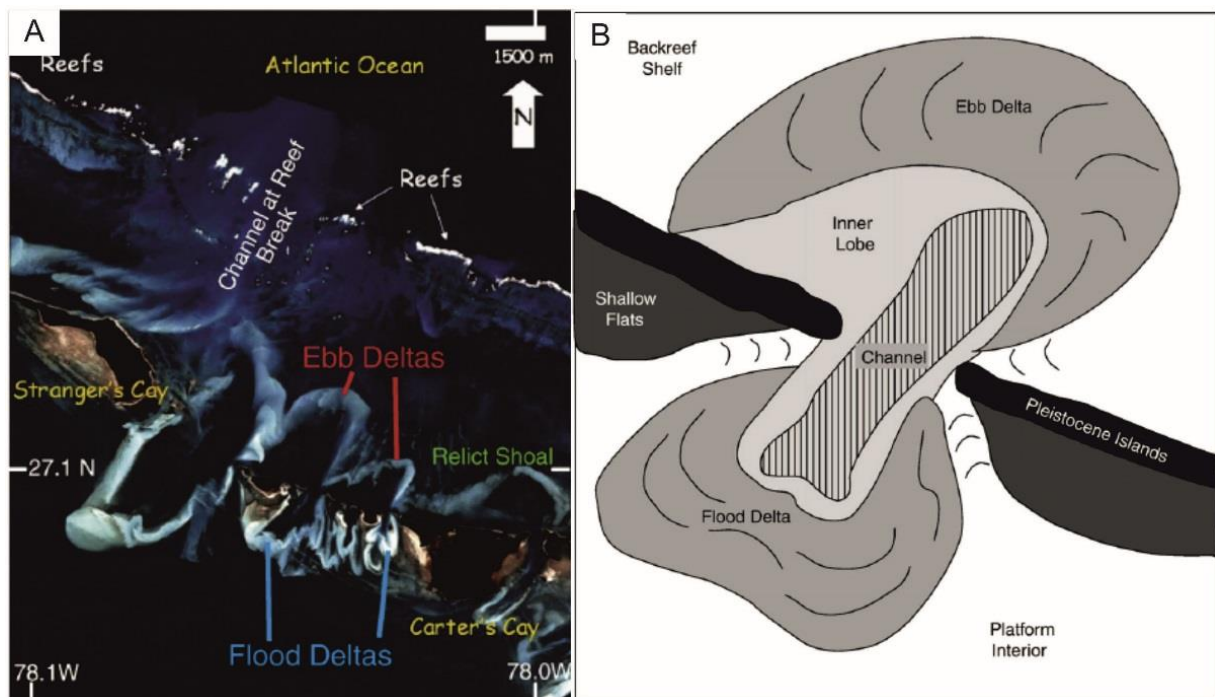 A
Reefs
Atlantic Ocean
1500 m
N
Channel at Reef
Break
Reefs
Stranger's Cay
Ebb Deltas
27.1 N
Relict Shoal
Carter's Cay
Flood Deltas
78.1W
78.0W
B
Backreef
Shelf
Ebb Delta
Inner
Lobe
Shallow
Flats
Channel
Pleistocene Islands
Flood Delta
Platform
Interior